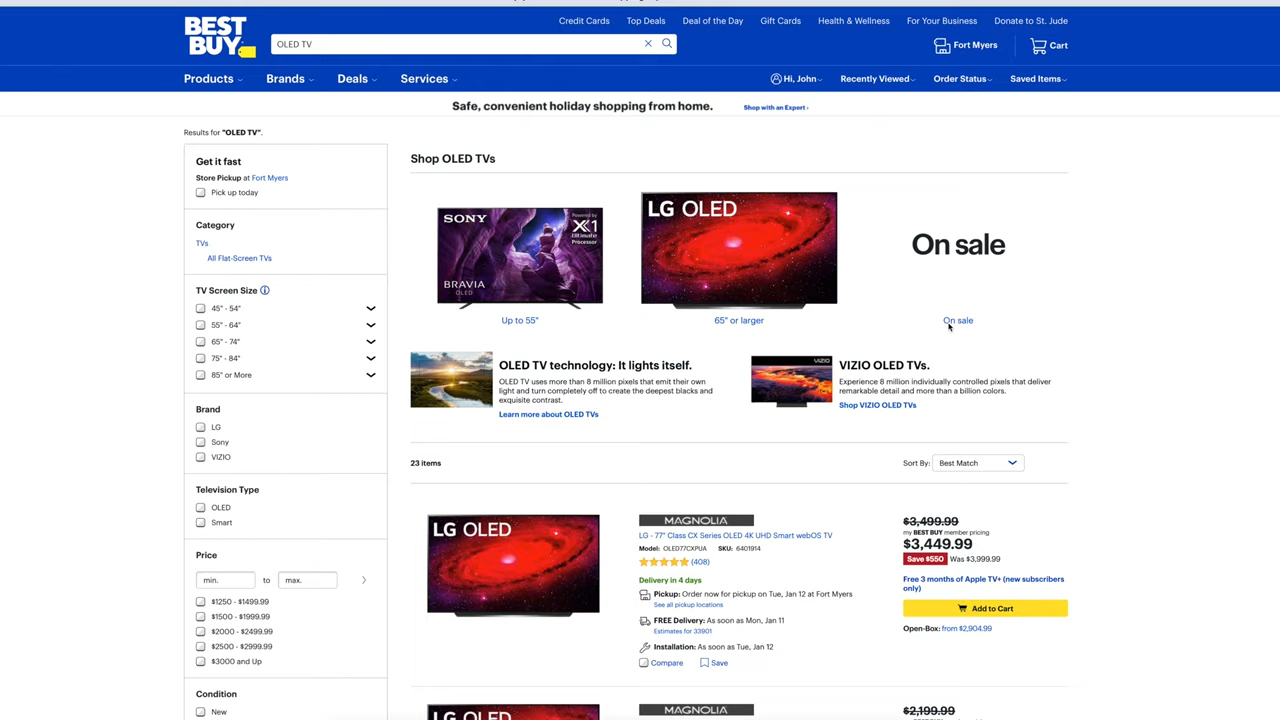 Credit Cards Top Deals Deal of the Day Gift Cards Health & Wellness For Your Business Donate to St. Jude
BEST
BUY
OLED TV
Fort Myers
Cart
Products Brands Deals Services
Hi, John Recently Viewed Order Status Saved Items
Safe, convenient holiday shopping from home. Shop with an Expert ›
Results for "OLED TV".
Get it fast
Store Pickup at Fort Myers
Pick up today
Category
TVs
All Flat-Screen TVs
TV Screen Size
45" - 54"
55" - 64"
65" - 74"
75" - 84"
85" or More
Brand
LG
Sony
VIZIO
Television Type
OLED
Smart
Price
min. to max.
$1250 - $1499.99
$1500 - $1999.99
$2000 - $2499.99
$2500 - $2999.99
$3000 and Up
Condition
New
Shop OLED TVs
SONY
Powered by
X1
Ultimate
Processor
BRAVIA
OLED
Up to 55"
LG OLED
65" or larger
On sale
On sale
OLED TV technology: It lights itself.
OLED TV uses more than 8 million pixels that emit their own
light and turn completely off to create the deepest blacks and
exquisite contrast.
Learn more about OLED TVs
VIZIO
VIZIO OLED TVs.
Experience 8 million individually controlled pixels that deliver
remarkable detail and more than a billion colors.
Shop VIZIO OLED TVs
23 items
Sort By: Best Match
LG OLED
MAGNOLIA
LG - 77" Class CX Series OLED 4K UHD Smart webOS TV
Model: OLED77CXPUA SKU: 6401914
(408)
Delivery in 4 days
Pickup: Order now for pickup on Tue, Jan 12 at Fort Myers
See all pickup locations
FREE Delivery: As soon as Mon, Jan 11
Estimates for 33901
Installation: As soon as Tue, Jan 12
Compare Save
$3,499.99
my BEST BUY member pricing
$3,449.99
Save $550 Was $3,999.99
Free 3 months of Apple TV+ (new subscribers
only)
Add to Cart
Open-Box: from $2,904.99
LG OLED
MAGNOLIA
$2,199.99